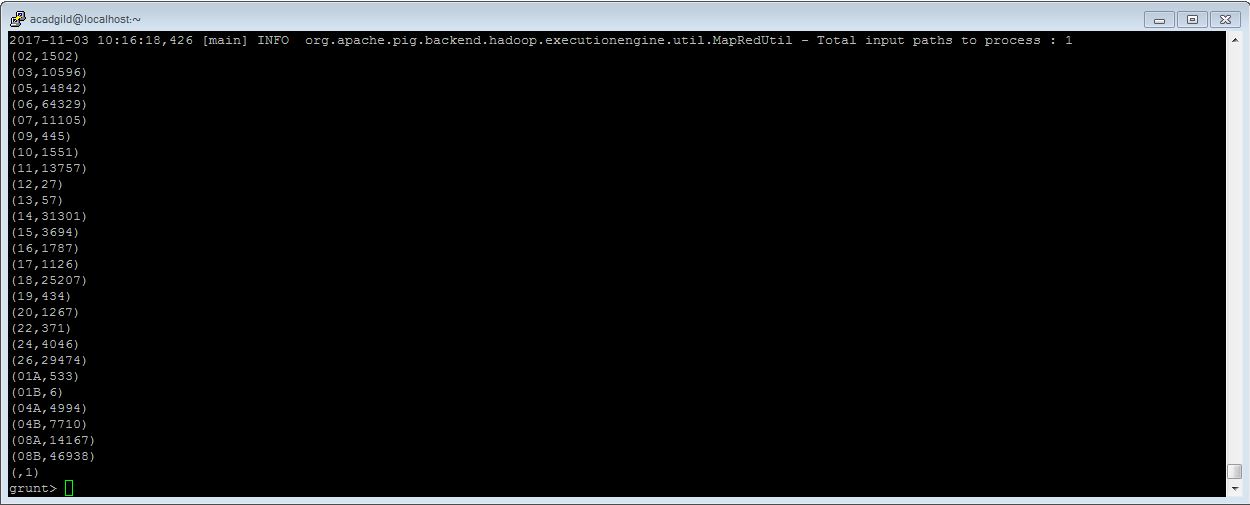 acadgild@localhost:~
2017-11-03 10:16:18,426 [main] INFO  org.apache.pig.backend.hadoop.executionengine.util.MapRedUtil - Total input paths to process : 1
(02,1502)
(03,10596)
(05,14842)
(06,64329)
(07,11105)
(09,445)
(10,1551)
(11,13757)
(12,27)
(13,57)
(14,31301)
(15,3694)
(16,1787)
(17,1126)
(18,25207)
(19,434)
(20,1267)
(22,371)
(24,4046)
(26,29474)
(01A,533)
(01B,6)
(04A,4994)
(04B,7710)
(08A,14167)
(08B,46938)
(,1)
grunt>